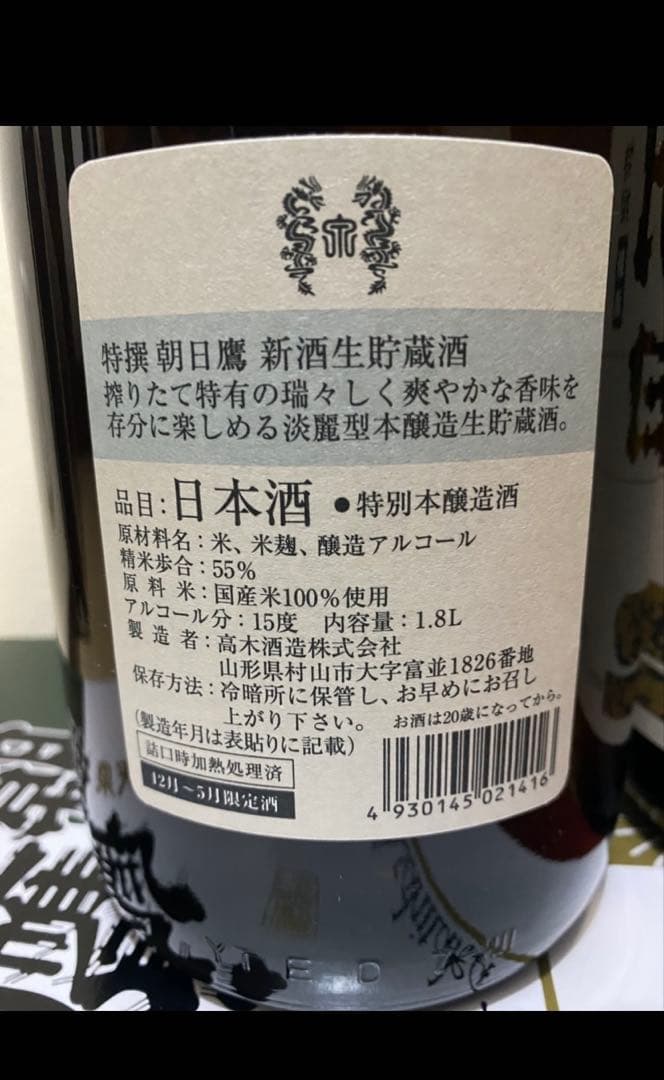 特撰 朝日鷹 新酒生貯蔵酒
搾りたて特有の瑞々しく爽やかな香味を
存分に楽しめる淡麗型本醸造生貯蔵酒。
品目：日本酒 ●特別本醸造酒
原材料名：米、米麹、醸造アルコール
精米歩合：55%
原料米：国産米100%使用
アルコール分：15度 内容量：1.8L
製造者：高木酒造株式会社
山形県村山市大字富並1826番地
保存方法：冷暗所に保管し、お早めにお召し
上がり下さい。 お酒は20歳になってから。
(製造年月は表貼りに記載)
詰口時加熱処理済
12月〜5月限定酒
4 930145 021416